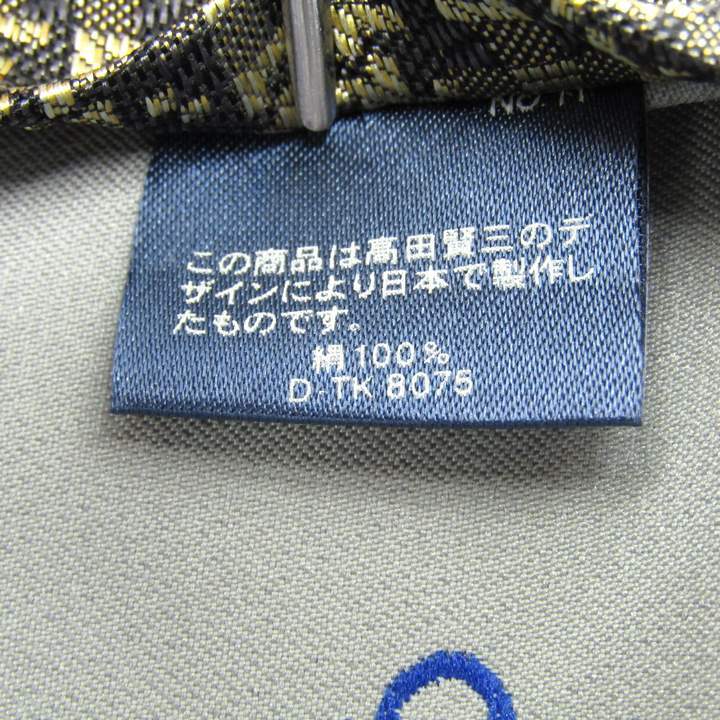 この商品は高田賢三のデ
ザインにより日本で製作し
たものです。
絹100%
D-TK 8075